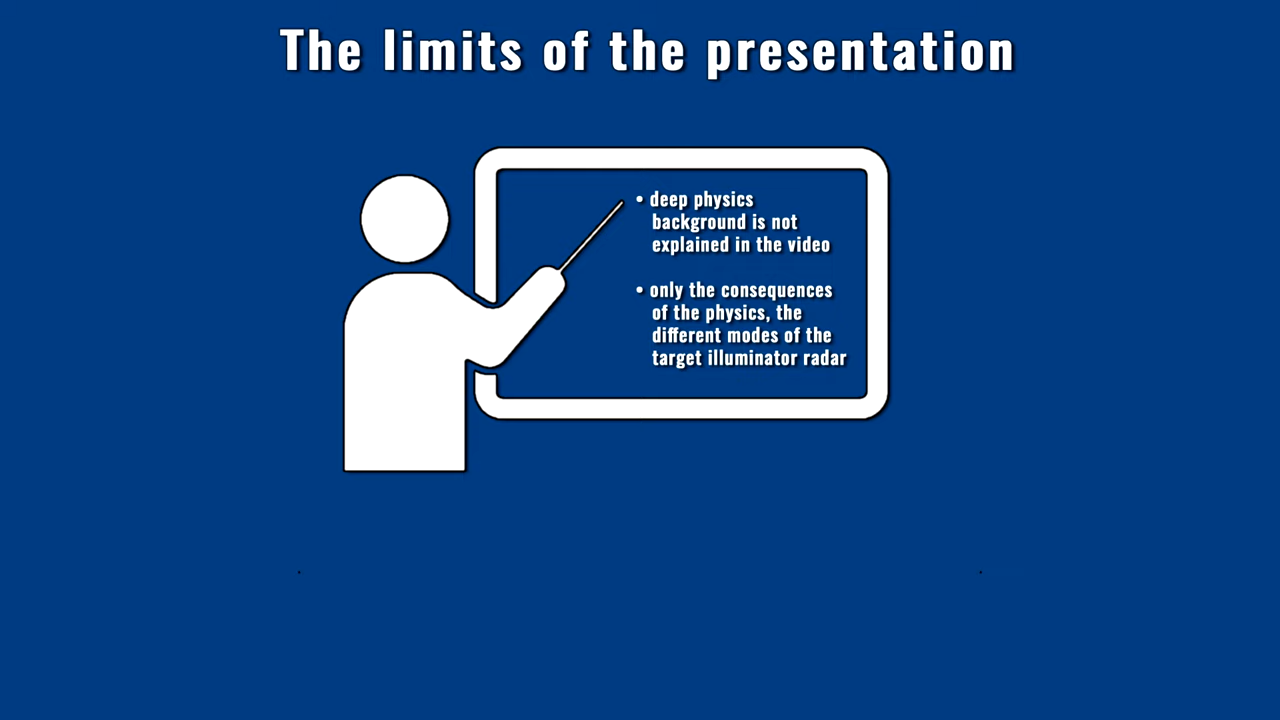 The limits of the presentation
• deep physics
background is not
explained in the video
• only the consequences
of the physics, the
different modes of the
target illuminator radar